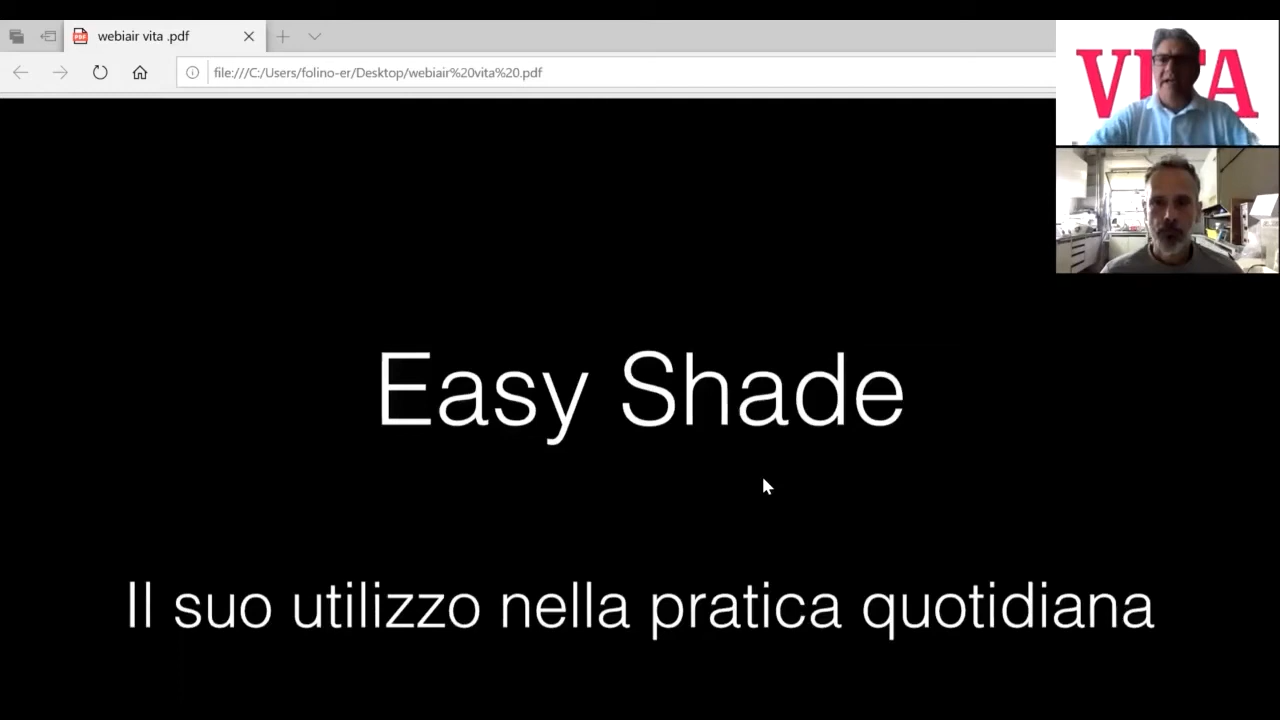 webiair vita .pdf
file:///C:/Users/folino-er/Desktop/webiair%20vita%20.pdf
VITA
Easy Shade
Il suo utilizzo nella pratica quotidiana